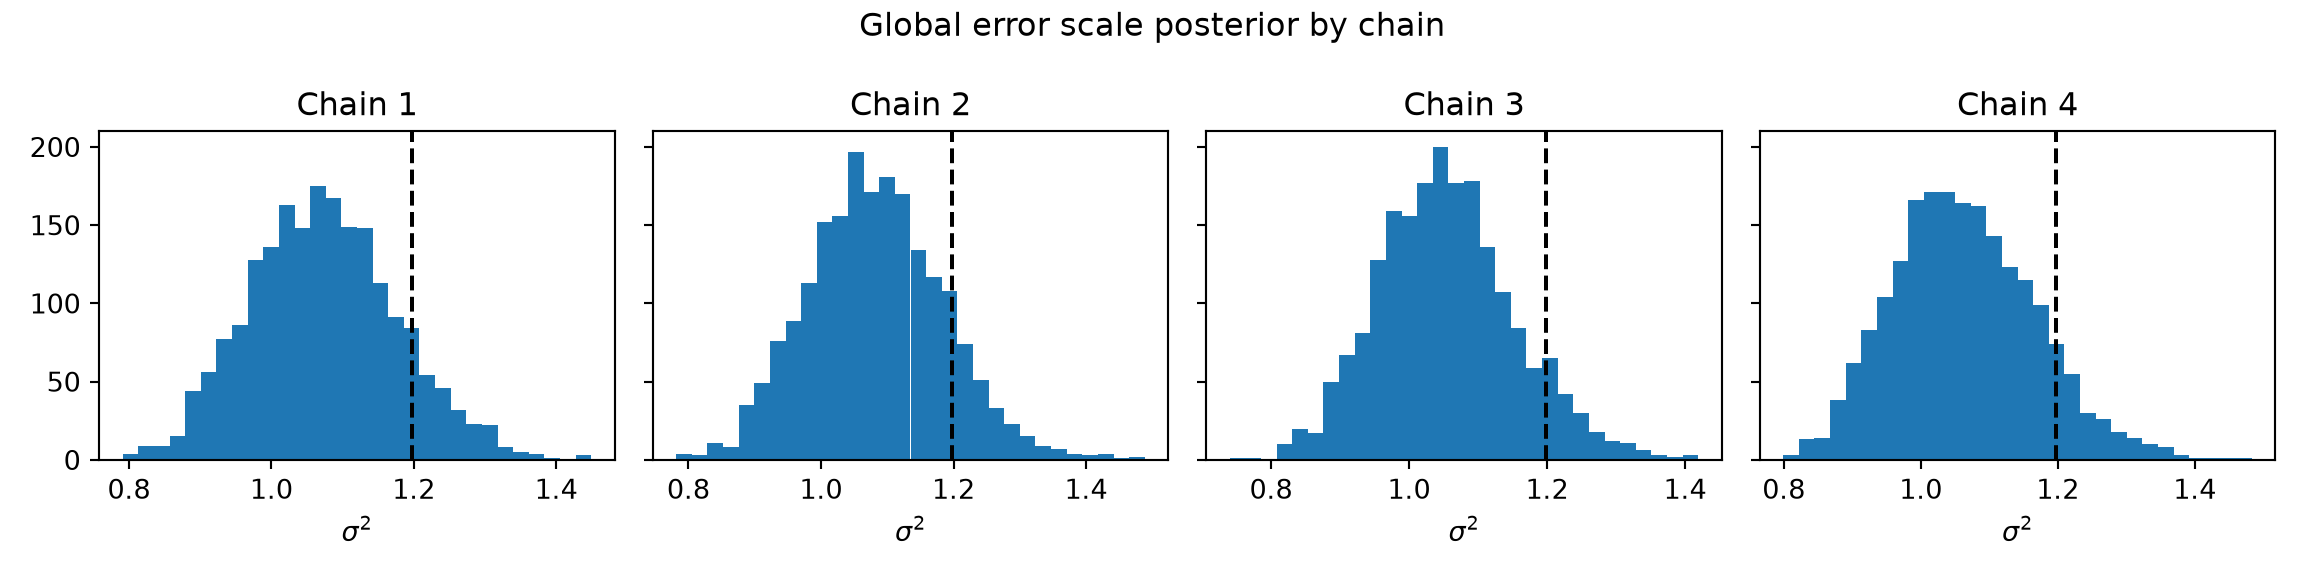 Global error scale posterior by chain
Chain 1
Chain 2
Chain 3
Chain 4
200
150
100
50
0
0.8 1.0 1.2 1.4
0.8 1.0 1.2 1.4
0.8 1.0 1.2 1.4
0.8 1.0 1.2 1.4
σ²
σ²
σ²
σ²